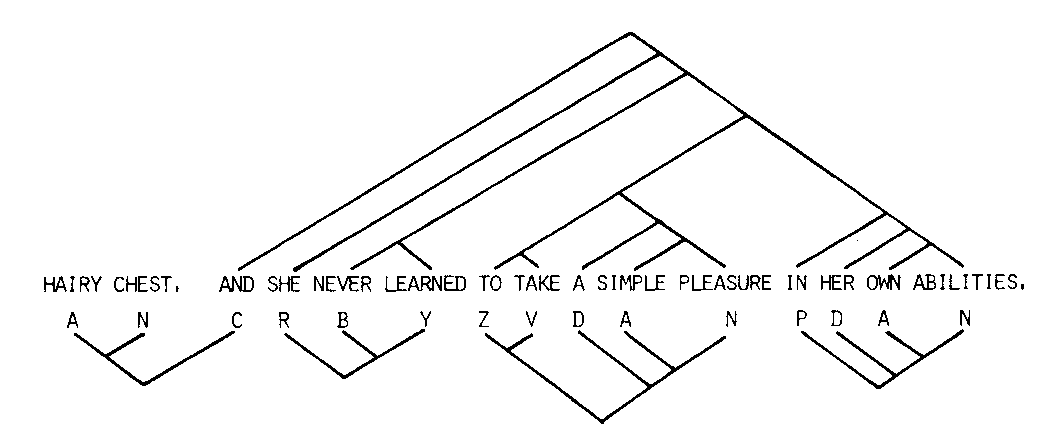 HAIRY CHEST, AND SHE NEVER LEARNED TO TAKE A SIMPLE PLEASURE IN HER OWN ABILITIES,
A N C R B Y Z V D A N P D A N